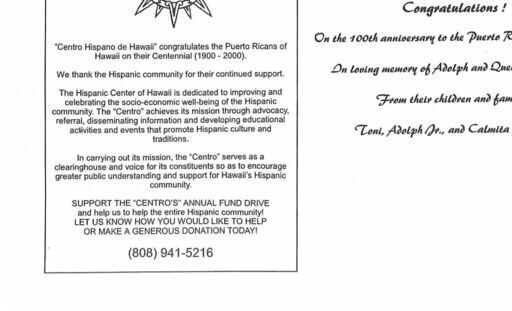 "Centro Hispano de Hawaii" congratulates the Puerto Ricans of
Hawaii on their Centennial (1900 - 2000).
We thank the Hispanic community for their continued support.
The Hispanic Center of Hawaii is dedicated to improving and
celebrating the socio-economic well-being of the Hispanic
community. The "Centro" achieves its mission through advocacy,
referral, disseminating information and developing educational
activities and events that promote Hispanic culture and
traditions.
In carrying out its mission, the "Centro" serves as a
clearinghouse and voice for its constituents so as to encourage
greater public understanding and support for Hawaii's Hispanic
community.
SUPPORT THE "CENTRO'S" ANNUAL FUND DRIVE
and help us to help the entire Hispanic community!
LET US KNOW HOW YOU WOULD LIKE TO HELP
OR MAKE A GENEROUS DONATION TODAY!
(808) 941-5216
Congratulations !
On the 100th anniversary to the Puerto R
In loving memory of Adolph and Que
From their children and fam
Toni, Adolph Jr., and Calmita